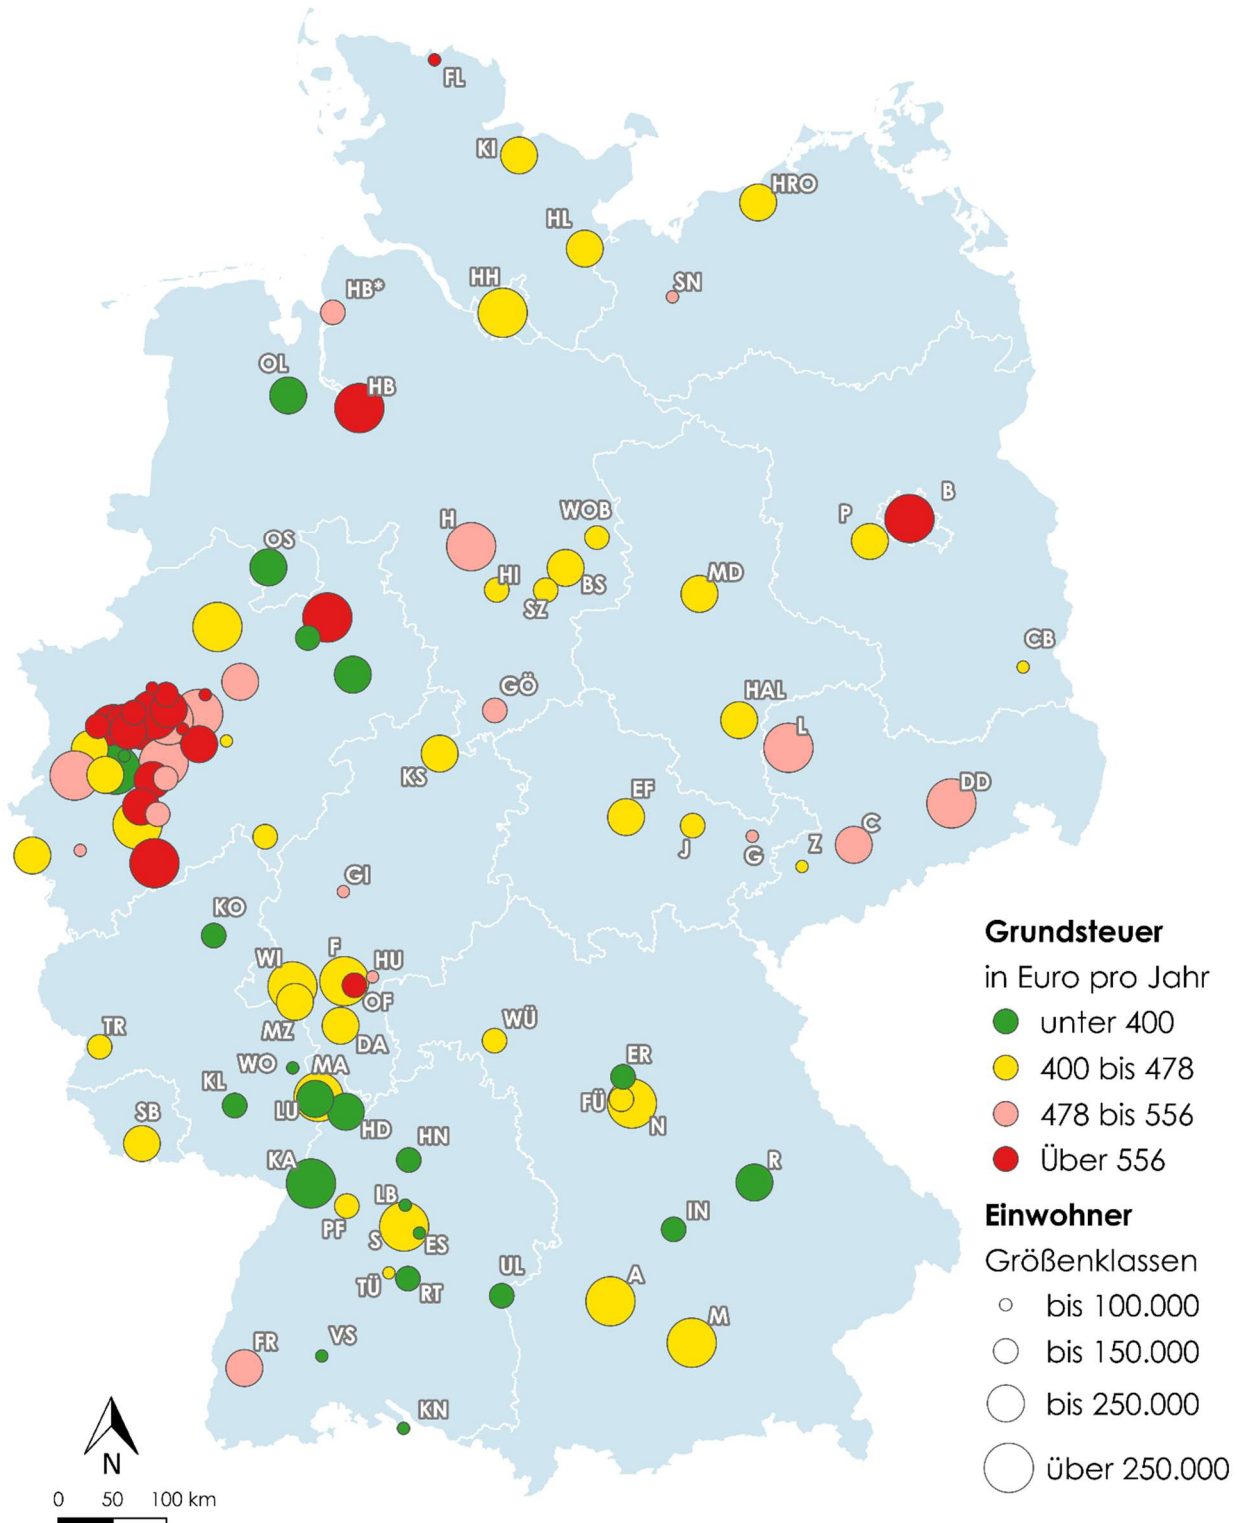 FL
KI
HRO
HL
HH
SN
HB*
OL
HB
B
P
H
WOB
OS
HI
BS
SZ
MD
CB
GÖ
HAL
L
KS
DD
EF
C
J
G
Z
GI
KO
WI
F
HU
OF
MZ
DA
WÜ
TR
WO
MA
ER
KL
LU
FÜ
N
SB
HD
HN
KA
R
LB
PF
S
ES
IN
UL
TÜ
RT
A
M
FR
VS
KN
Grundsteuer
in Euro pro Jahr
unter 400
400 bis 478
478 bis 556
Über 556
Einwohner
Größenklassen
bis 100.000
bis 150.000
bis 250.000
über 250.000
N
0 50 100 km